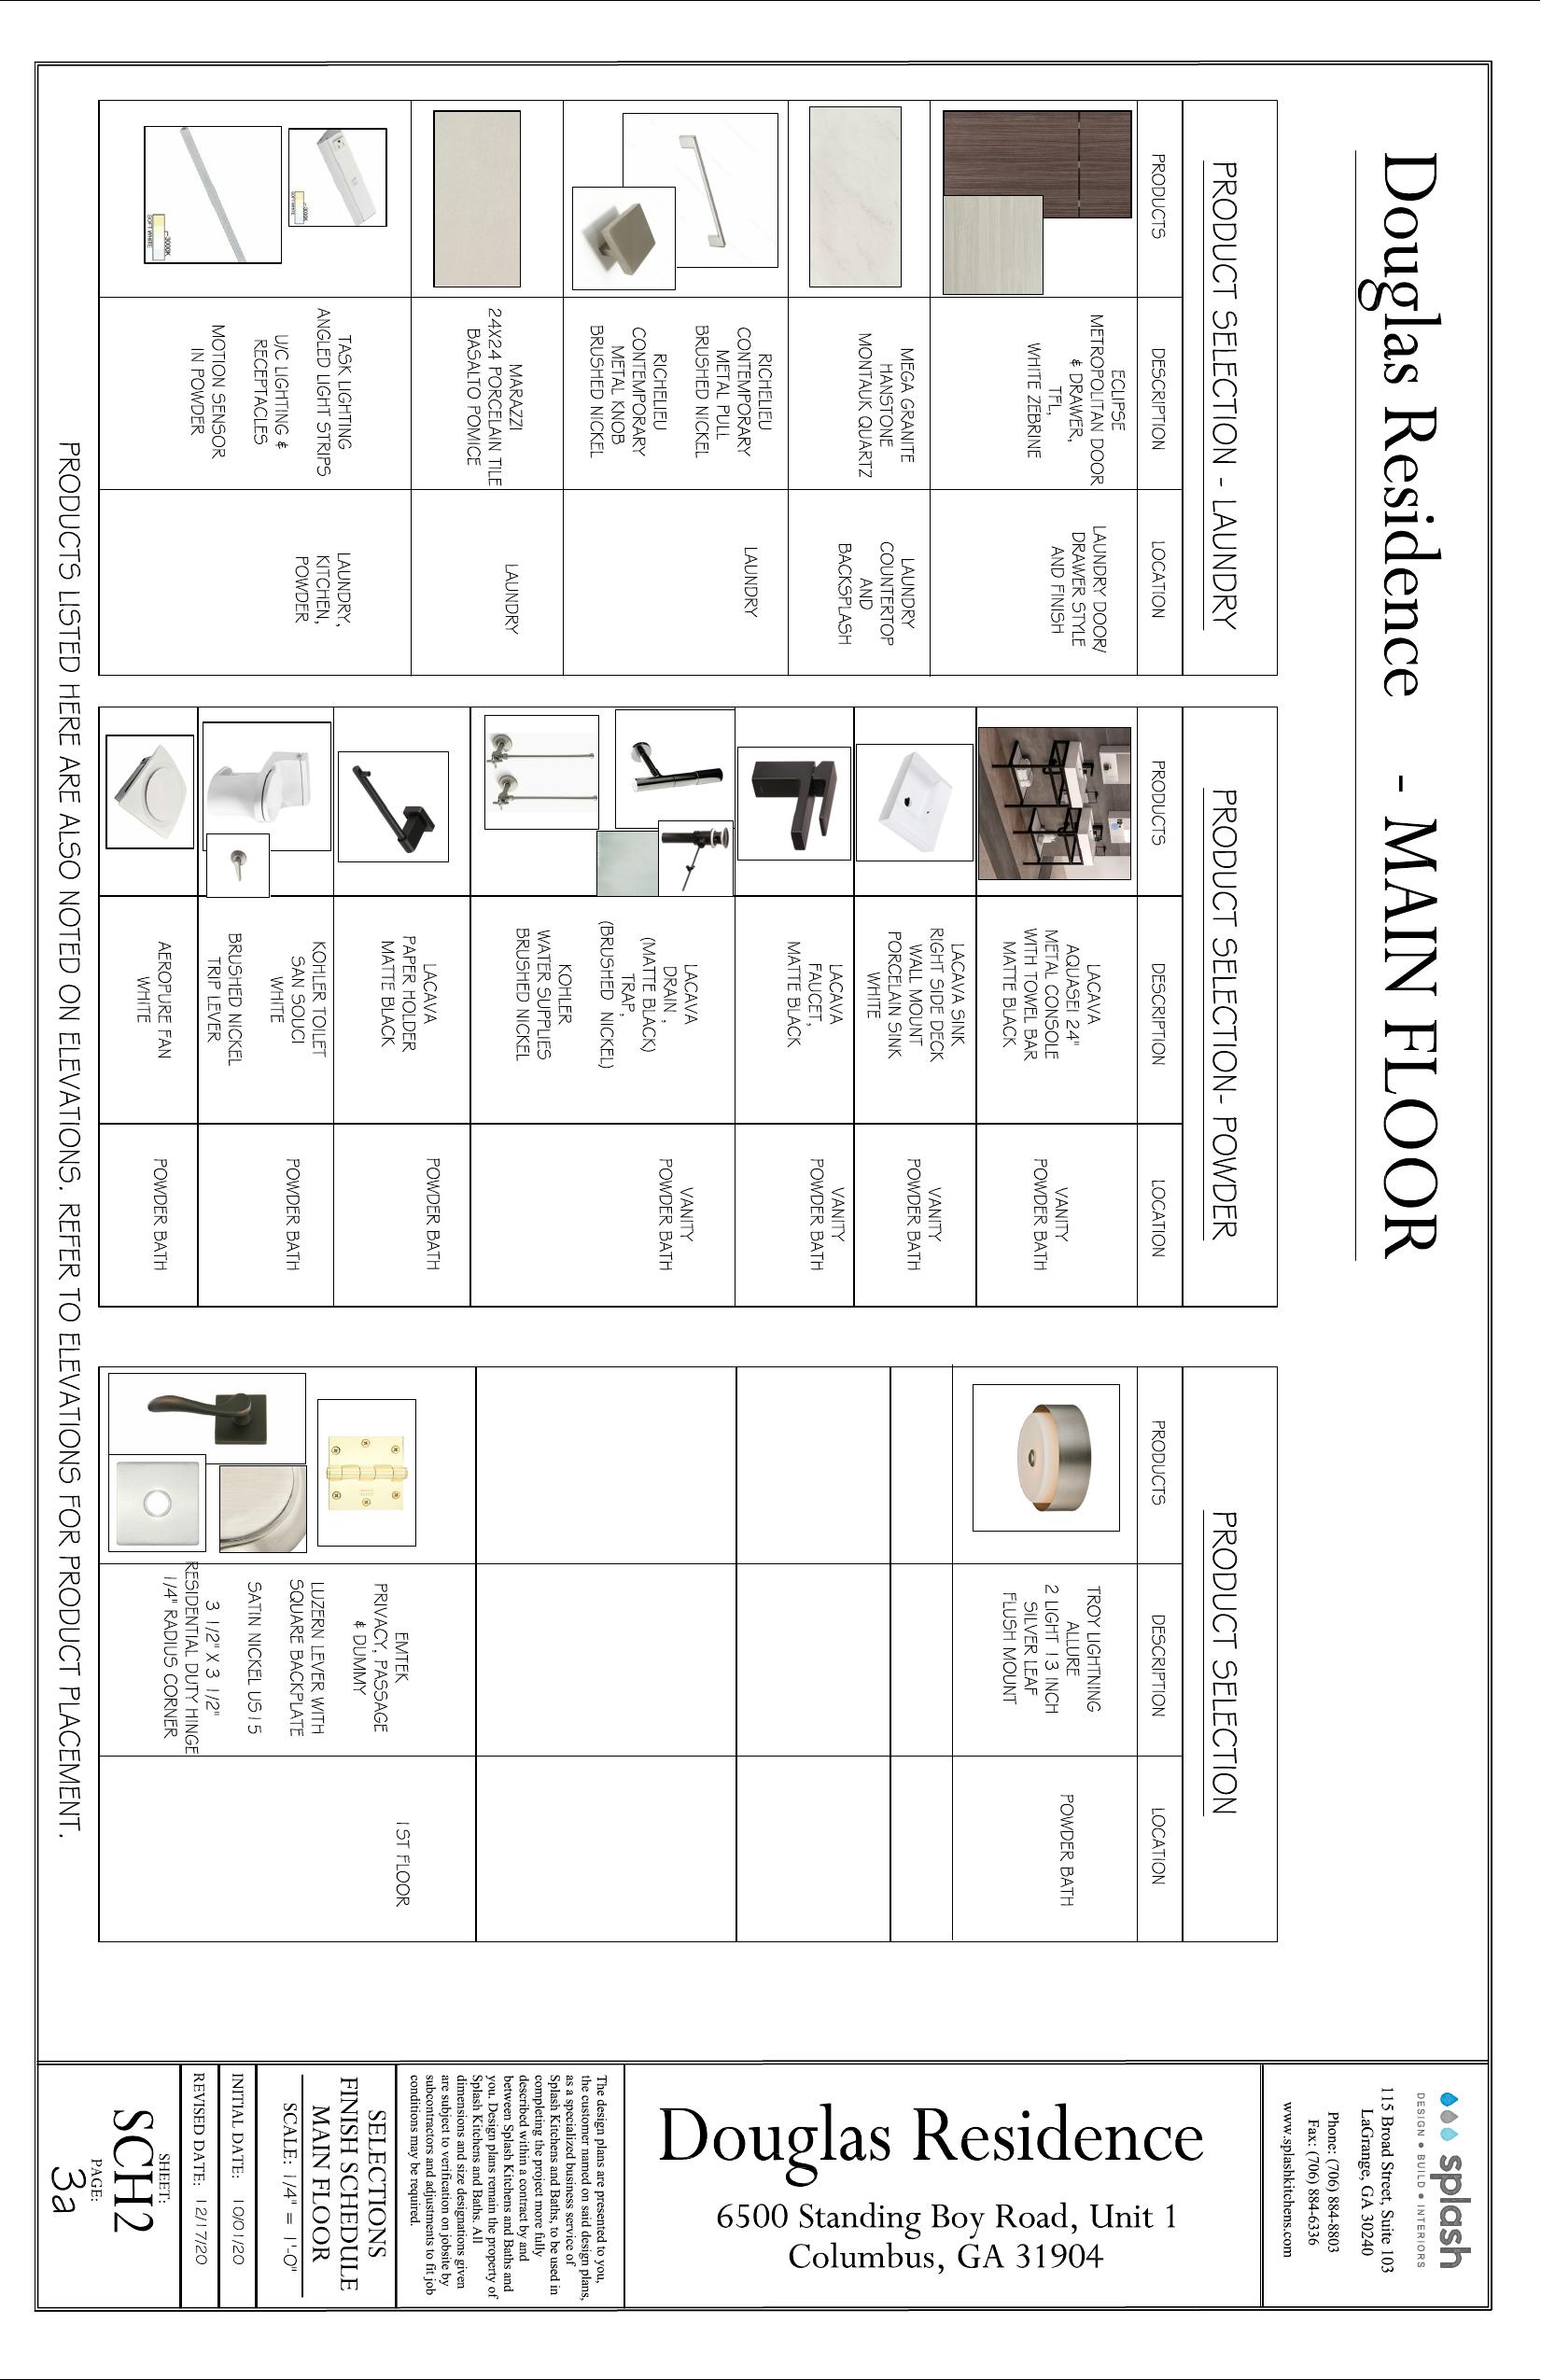 Douglas Residence - MAIN FLOOR
PRODUCT SELECTION - LAUNDRY
PRODUCTS
DESCRIPTION
LOCATION
ECLIPSE
METROPOLITAN DOOR
& DRAWER,
TFL,
WHITE ZEBRINE
LAUNDRY DOOR/
DRAWER STYLE
AND FINISH
MEGA GRANITE
HANSTONE
MONTAUK QUARTZ
LAUNDRY
COUNTERTOP
AND
BACKSPLASH
RICHELIEU
CONTEMPORARY
METAL PULL
BRUSHED NICKEL
RICHELIEU
CONTEMPORARY
METAL KNOB
BRUSHED NICKEL
LAUNDRY
MARAZZI
24X24 PORCELAIN TILE
BASALTO POMICE
LAUNDRY
3000K
SOFT WHITE
3000K
SOFT WHITE
TASK LIGHTING
ANGLED LIGHT STRIPS
U/C LIGHTING &
RECEPTACLES
MOTION SENSOR
IN POWDER
LAUNDRY,
KITCHEN,
POWDER
PRODUCT SELECTION- POWDER
PRODUCTS
DESCRIPTION
LOCATION
LACAVA
AQUASEI 24"
METAL CONSOLE
WITH TOWEL BAR
MATTE BLACK
VANITY
POWDER BATH
LACAVA SINK
RIGHT SIDE DECK
WALL MOUNT
PORCELAIN SINK
WHITE
VANITY
POWDER BATH
LACAVA
FAUCET,
MATTE BLACK
VANITY
POWDER BATH
LACAVA
DRAIN ,
(MATTE BLACK)
TRAP,
(BRUSHED NICKEL)
KOHLER
WATER SUPPLIES
BRUSHED NICKEL
VANITY
POWDER BATH
LACAVA
PAPER HOLDER
MATTE BLACK
POWDER BATH
KOHLER TOILET
SAN SOUCI
WHITE
BRUSHED NICKEL
TRIP LEVER
POWDER BATH
AEROPURE FAN
WHITE
POWDER BATH
PRODUCT SELECTION
PRODUCTS
DESCRIPTION
LOCATION
TROY LIGHTNING
ALLURE
2 LIGHT 13 INCH
SILVER LEAF
FLUSH MOUNT
POWDER BATH
EMTEK
PRIVACY, PASSAGE
& DUMMY
LUZERN LEVER WITH
SQUARE BACKPLATE
SATIN NICKEL US15
3 1/2" X 3 1/2"
RESIDENTIAL DUTY HINGE
1/4" RADIUS CORNER
1ST FLOOR
PRODUCTS LISTED HERE ARE ALSO NOTED ON ELEVATIONS. REFER TO ELEVATIONS FOR PRODUCT PLACEMENT.
splash
DESIGN • BUILD • INTERIORS
115 Broad Street, Suite 103
LaGrange, GA 30240
Phone: (706) 884-8803
Fax: (706) 884-6336
www.splashkitchens.com
Douglas Residence
6500 Standing Boy Road, Unit 1
Columbus, GA 31904
The design plans are presented to you,
the customer named on said design plans,
as a specialized business service of
Splash Kitchens and Baths, to be used in
completing the project more fully
described within a contract by and
between Splash Kitchens and Baths and
you. Design plans remain the property of
Splash Kitchens and Baths. All
dimensions and size designations given
are subject to verification on jobsite by
subcontractors and adjustments to fit job
conditions may be required.
SELECTIONS
FINISH SCHEDULE
MAIN FLOOR
SCALE: 1/4" = 1'-0"
INITIAL DATE: 10/01/20
REVISED DATE: 12/17/20
SHEET:
SCH2
PAGE:
3a